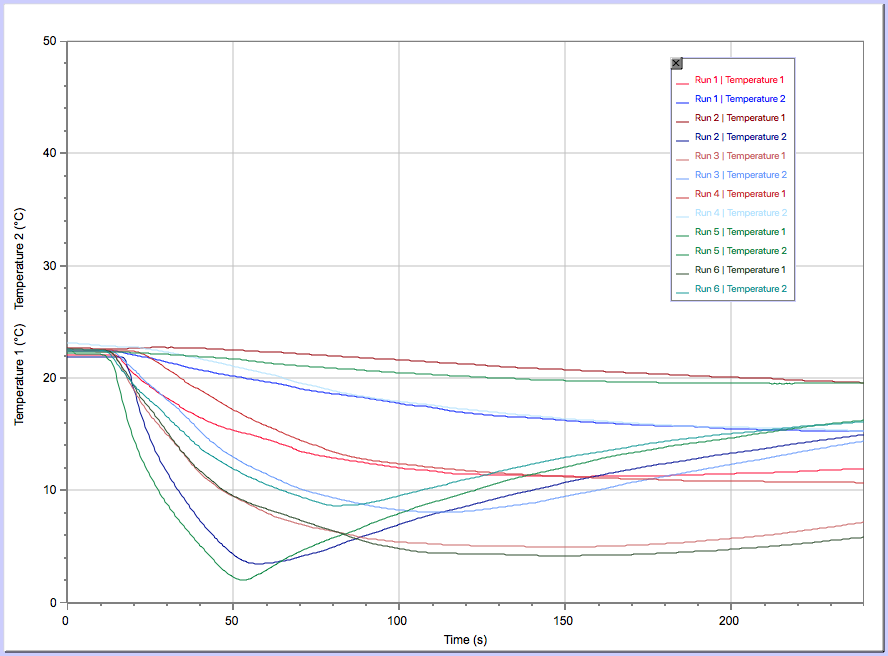 50
40
30
20
10
0
Temperature 1 (°C)
Temperature 2 (°C)
Run 1 | Temperature 1
Run 1 | Temperature 2
Run 2 | Temperature 1
Run 2 | Temperature 2
Run 3 | Temperature 1
Run 3 | Temperature 2
Run 4 | Temperature 1
Run 4 | Temperature 2
Run 5 | Temperature 1
Run 5 | Temperature 2
Run 6 | Temperature 1
Run 6 | Temperature 2
0 50 100 150 200
Time (s)